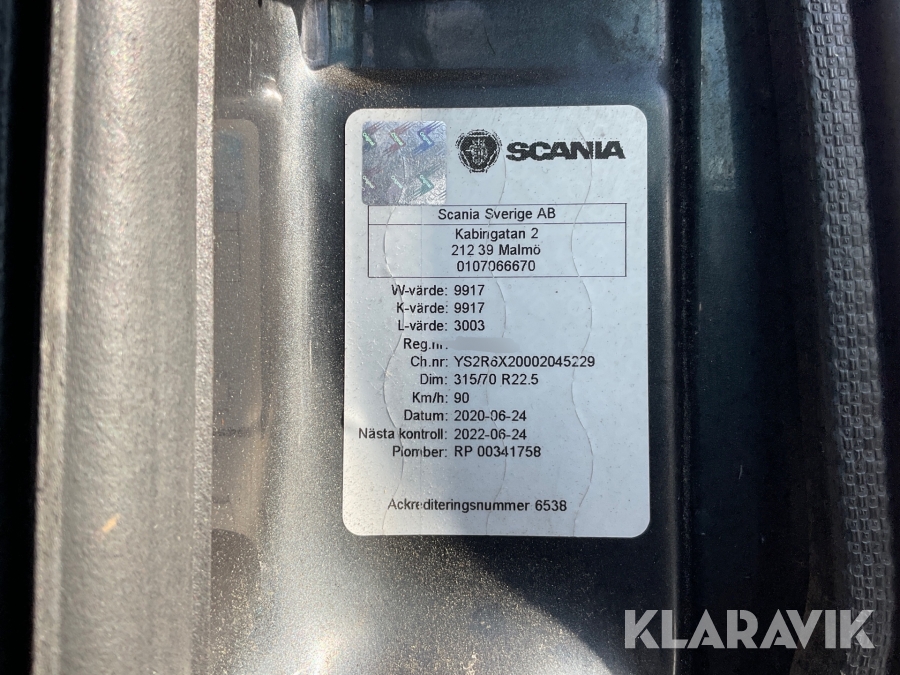 SCANIA
Scania Sverige AB
Kabingatan 2
212 39 Malmö
0107066670
W-värde: 9917
K-värde: 9917
L-värde: 3003
Reg.nr.
Ch.nr: YS2R6X20002045229
Dim: 315/70 R22.5
Km/h: 90
Datum: 2020-06-24
Nästa kontroll: 2022-06-24
Plomber: RP 00341758
Ackrediteringsnummer 6538
KLARAVIK